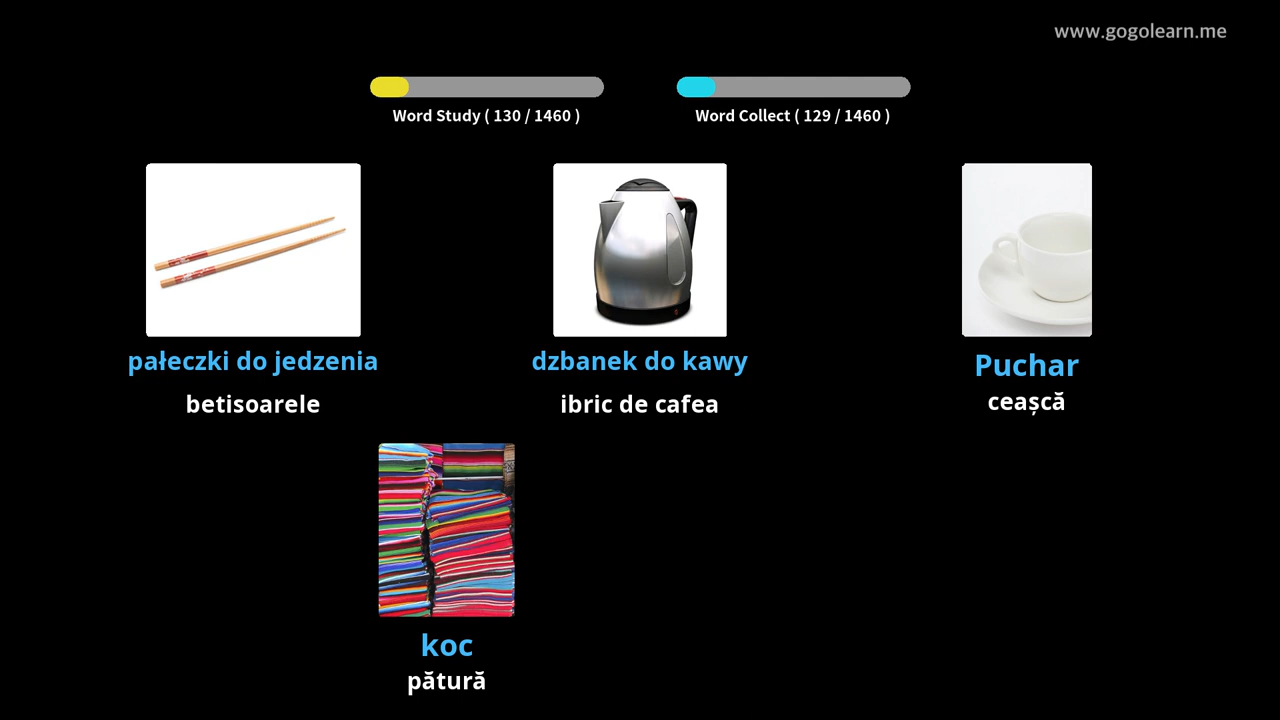 www.gogolearn.me
Word Study ( 130 / 1460 )
Word Collect ( 129 / 1460 )
pałeczki do jedzenia
betisoarele
dzbanek do kawy
ibric de cafea
Puchar
ceașcă
koc
pătură